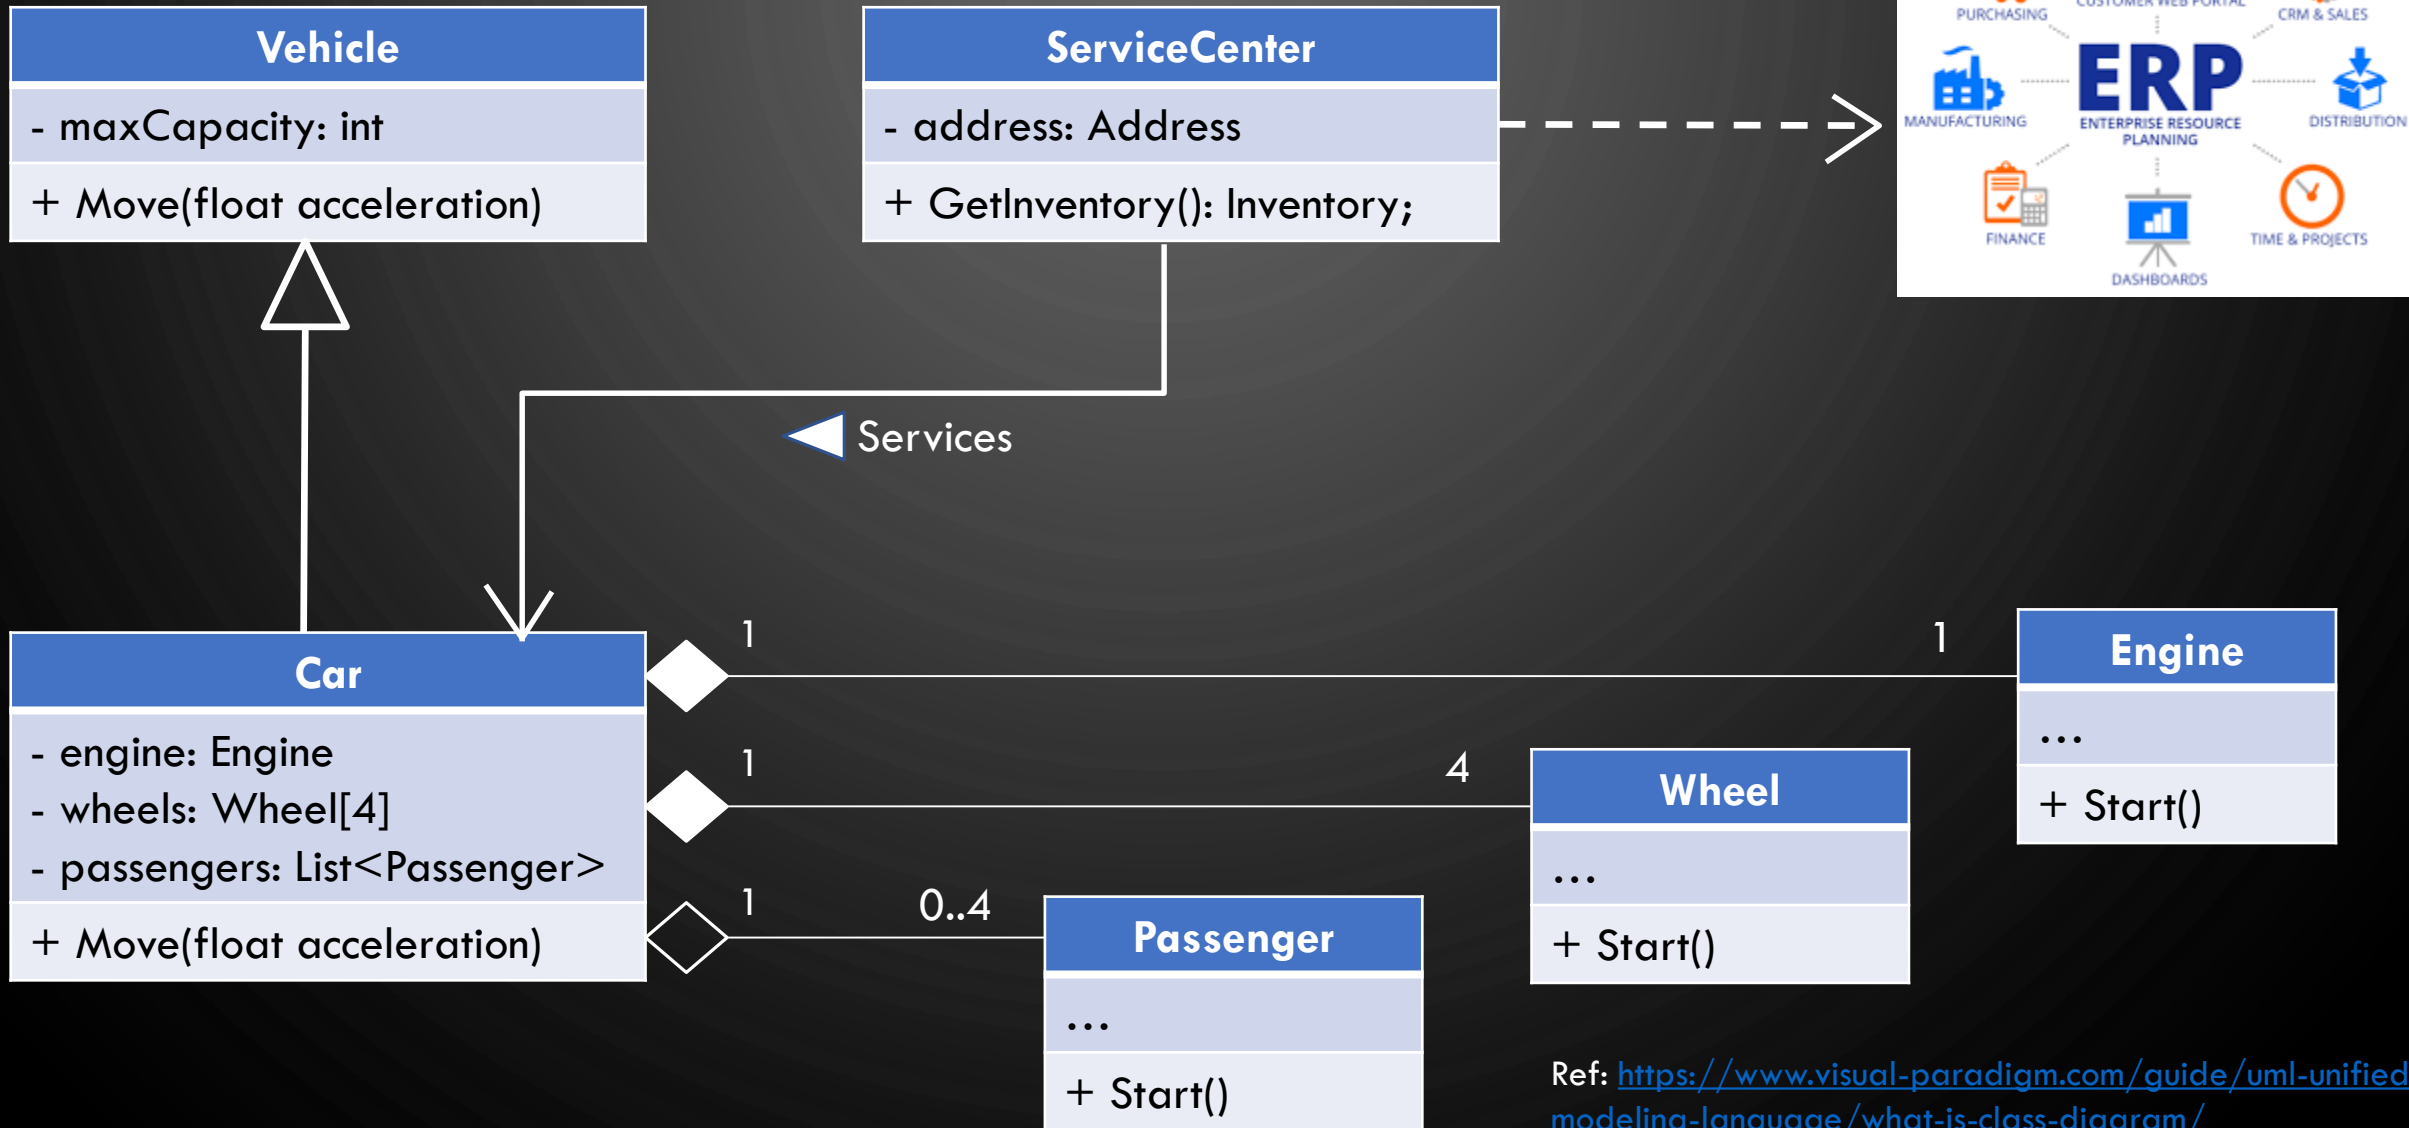 Vehicle
- maxCapacity: int
+ Move(float acceleration)
ServiceCenter
- address: Address
+ GetInventory(): Inventory;
PURCHASING
CUSTOMER WEB PORTAL
CRM & SALES
MANUFACTURING
ERP
ENTERPRISE RESOURCE
PLANNING
DISTRIBUTION
FINANCE
DASHBOARDS
TIME & PROJECTS
Services
Car
- engine: Engine
- wheels: Wheel[4]
- passengers: List<Passenger>
+ Move(float acceleration)
1
1
Engine
...
+ Start()
1
4
Wheel
...
+ Start()
1
0..4
Passenger
...
+ Start()
Ref: https://www.visual-paradigm.com/guide/uml-unified
modeling-language/what-is-class-diagram/